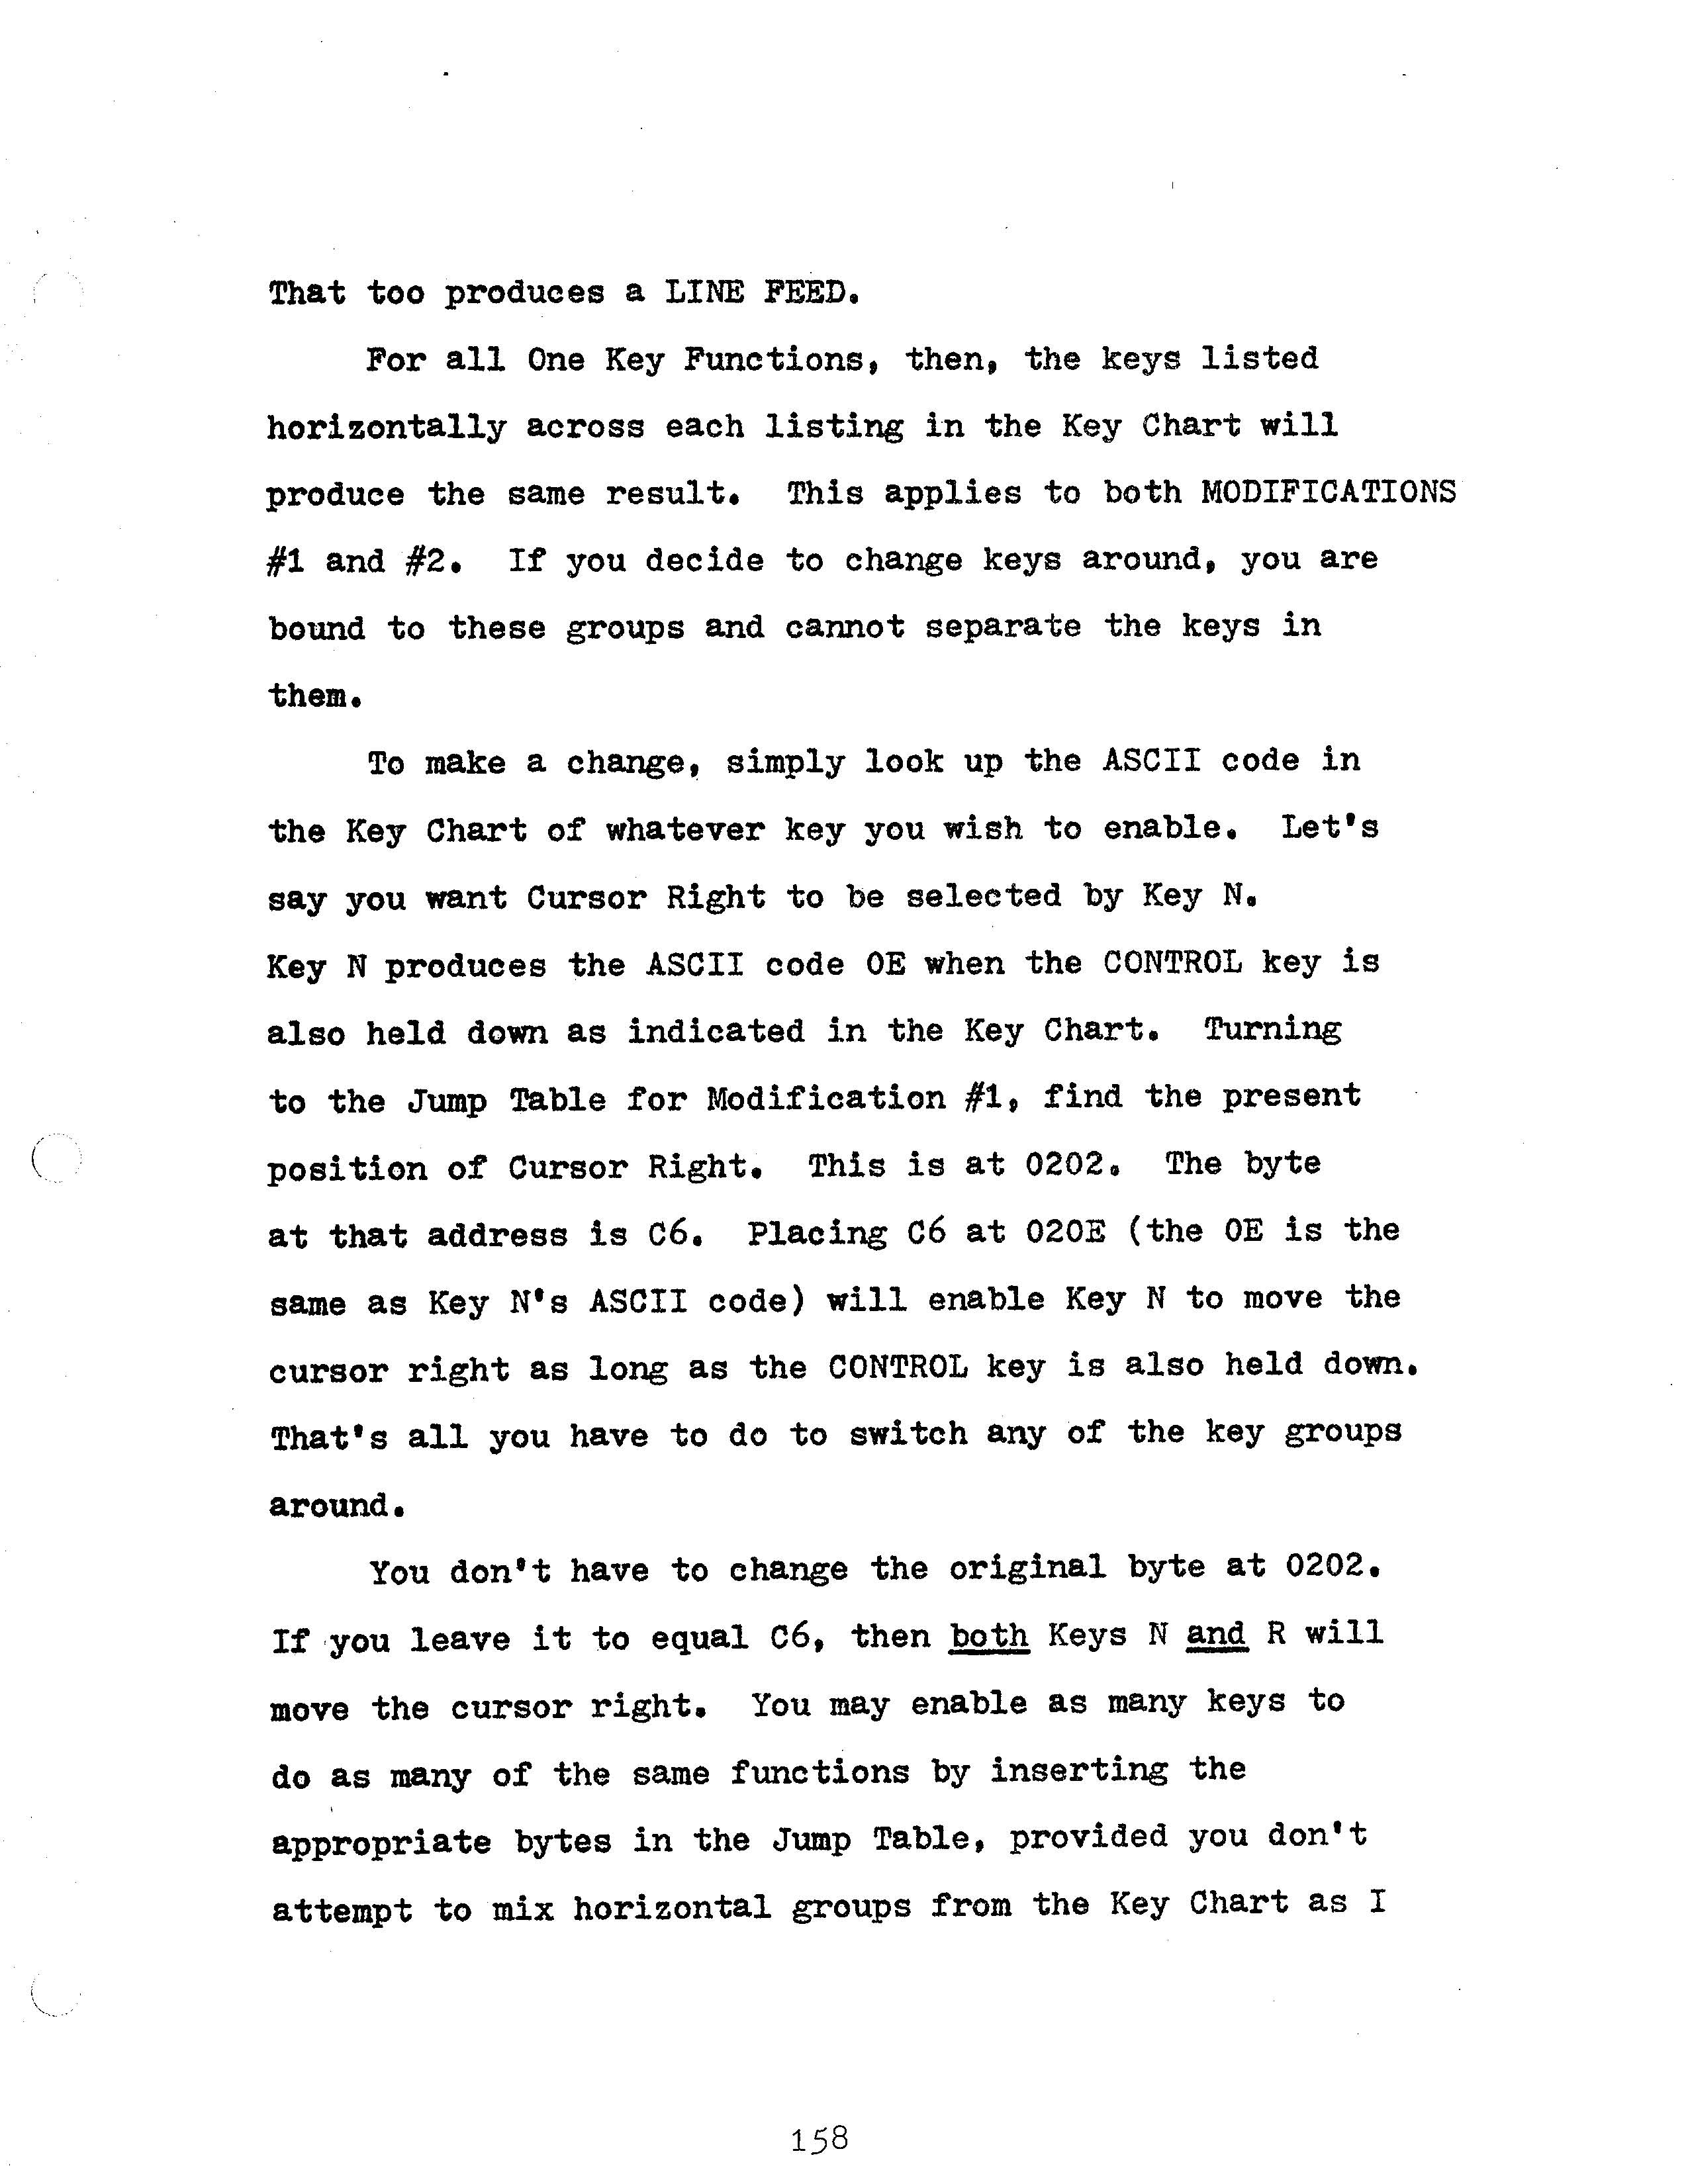 That too produces a LINE FEED.
For all One Key Functions, then, the keys listed
horizontally across each listing in the Key Chart will
produce the same result. This applies to both MODIFICATIONS
#1 and #2. If you decide to change keys around, you are
bound to these groups and cannot separate the keys in
them.
To make a change, simply look up the ASCII code in
the Key Chart of whatever key you wish to enable. Let's
say you want Cursor Right to be selected by Key N.
Key N produces the ASCII code 0E when the CONTROL key is
also held down as indicated in the Key Chart. Turning
to the Jump Table for Modification #1, find the present
position of Cursor Right. This is at 0202. The byte
at that address is C6. Placing C6 at 020E (the 0E is the
same as Key N's ASCII code) will enable Key N to move the
cursor right as long as the CONTROL key is also held down.
That's all you have to do to switch any of the key groups
around.
You don't have to change the original byte at 0202.
If you leave it to equal C6, then both Keys N and R will
move the cursor right. You may enable as many keys to
do as many of the same functions by inserting the
appropriate bytes in the Jump Table, provided you don't
attempt to mix horizontal groups from the Key Chart as I
158